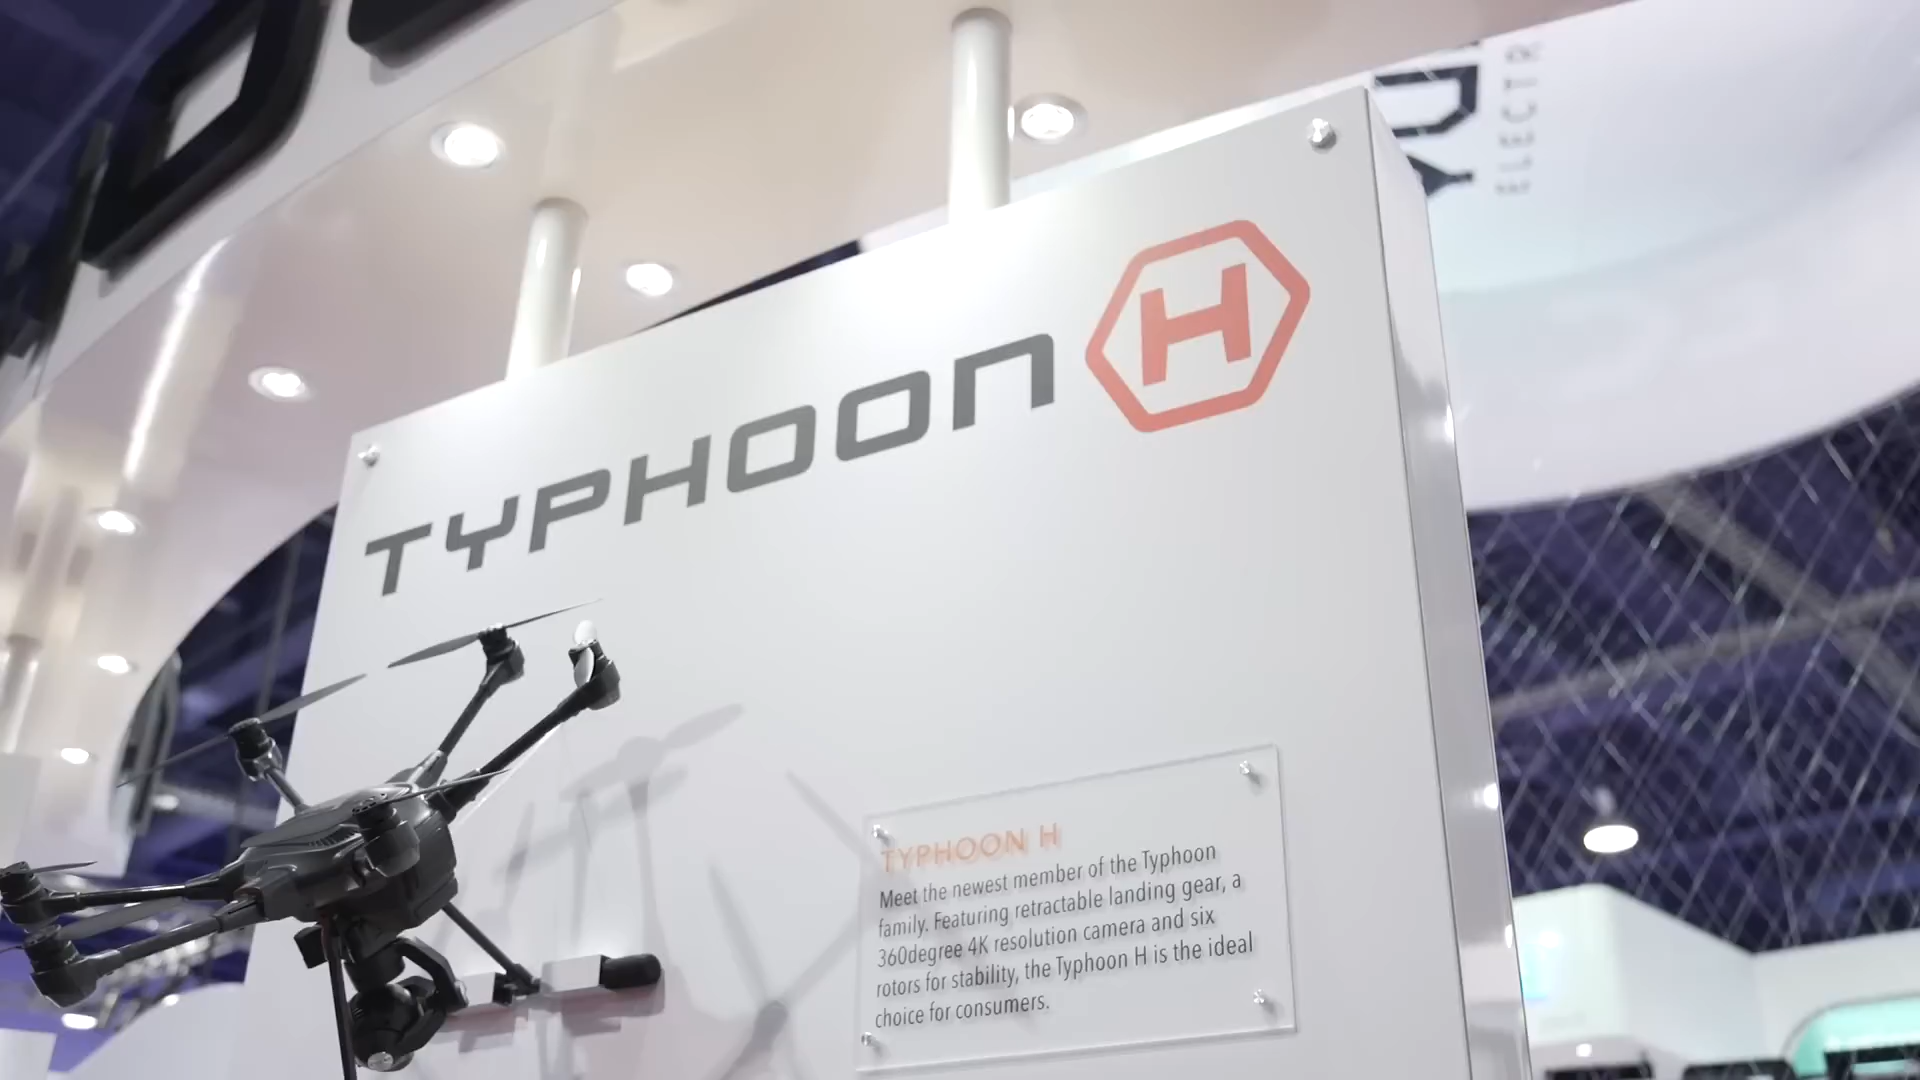 TYPHOON H
ELECTR
TYPHOON H
Meet the newest member of the Typhoon
family. Featuring retractable landing gear, a
360degree 4K resolution camera and six
rotors for stability, the Typhoon H is the ideal
choice for consumers.